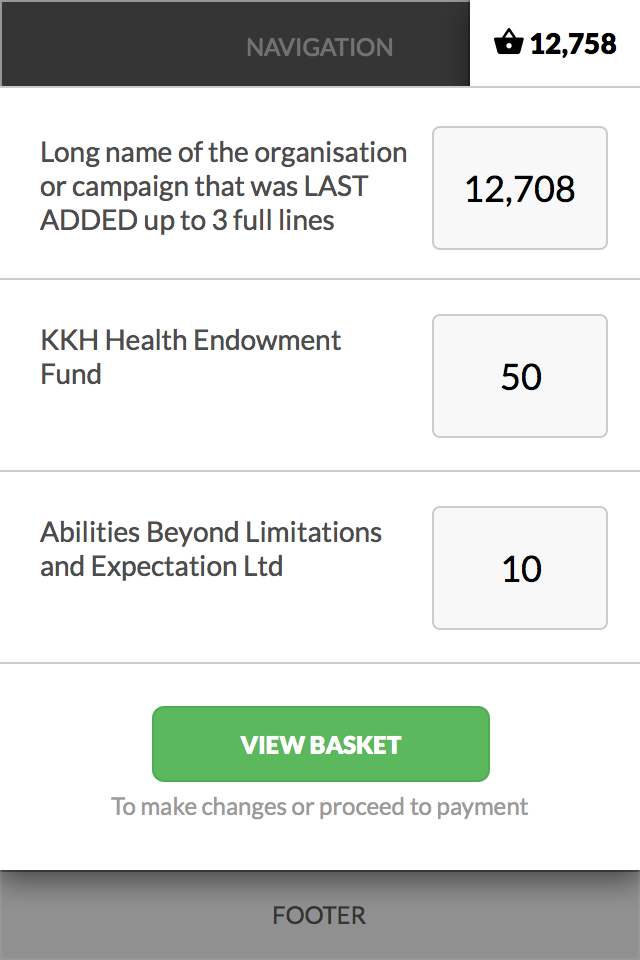 NAVIGATION
12,758
Long name of the organisation
or campaign that was LAST
ADDED up to 3 full lines
12,708
KKH Health Endowment
Fund
50
Abilities Beyond Limitations
and Expectation Ltd
10
VIEW BASKET
To make changes or proceed to payment
FOOTER